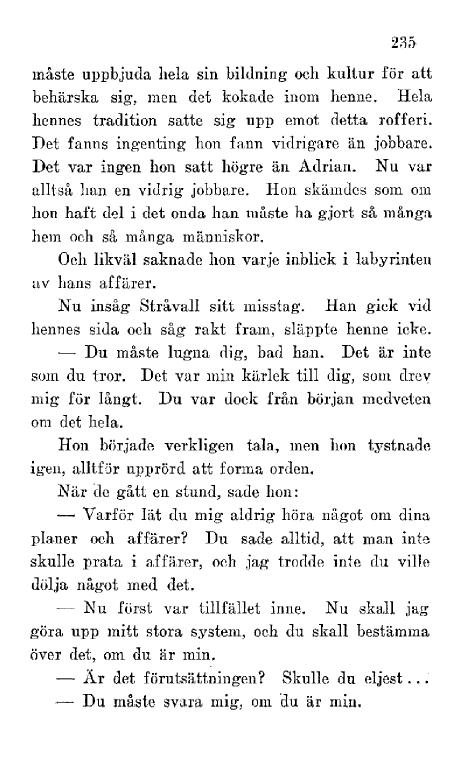 235
måste uppbjuda hela sin bildning och kultur för att
behärska sig, men det kokade inom henne. Hela
hennes tradition satte sig upp emot detta rofferi.
Det fanns ingenting hon fann vidrigare än jobbare.
Det var ingen hon satt högre än Adrian. Nu var
alltså han en vidrig jobbare. Hon skämdes som om
hon haft del i det onda han måste ha gjort så många
hem och så många människor.
Och likväl saknade hon varje inblick i labyrinten
av hans affärer.
Nu insåg Stråvall sitt misstag. Han gick vid
hennes sida och såg rakt fram, släppte henne icke.
— Du måste lugna dig, bad han. Det är inte
som du tror. Det var min kärlek till dig, som drev
mig för långt. Du var dock från början medveten
om det hela.
Hon började verkligen tala, men hon tystnade
igen, alltför upprörd att forma orden.
När de gått en stund, sade hon:
— Varför lät du mig aldrig höra något om dina
planer och affärer? Du sade alltid, att man inte
skulle prata i affärer, och jag trodde inte du ville
dölja något med det.
— Nu först var tillfället inne. Nu skall jag
göra upp mitt stora system, och du skall bestämma
över det, om du är min.
— Är det förutsättningen? Skulle du eljest...
— Du måste svara mig, om du är min.